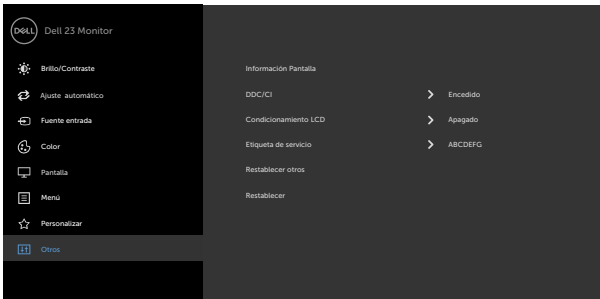 DELL Dell 23 Monitor
Brillo/Contraste
Ajuste automático
Fuente entrada
Color
Pantalla
Menú
Personalizar
Otros
Información Pantalla
DDC/CI Encedido
Condicionamiento LCD Apagado
Etiqueta de servicio ABCDEFG
Restablecer otros
Restablecer